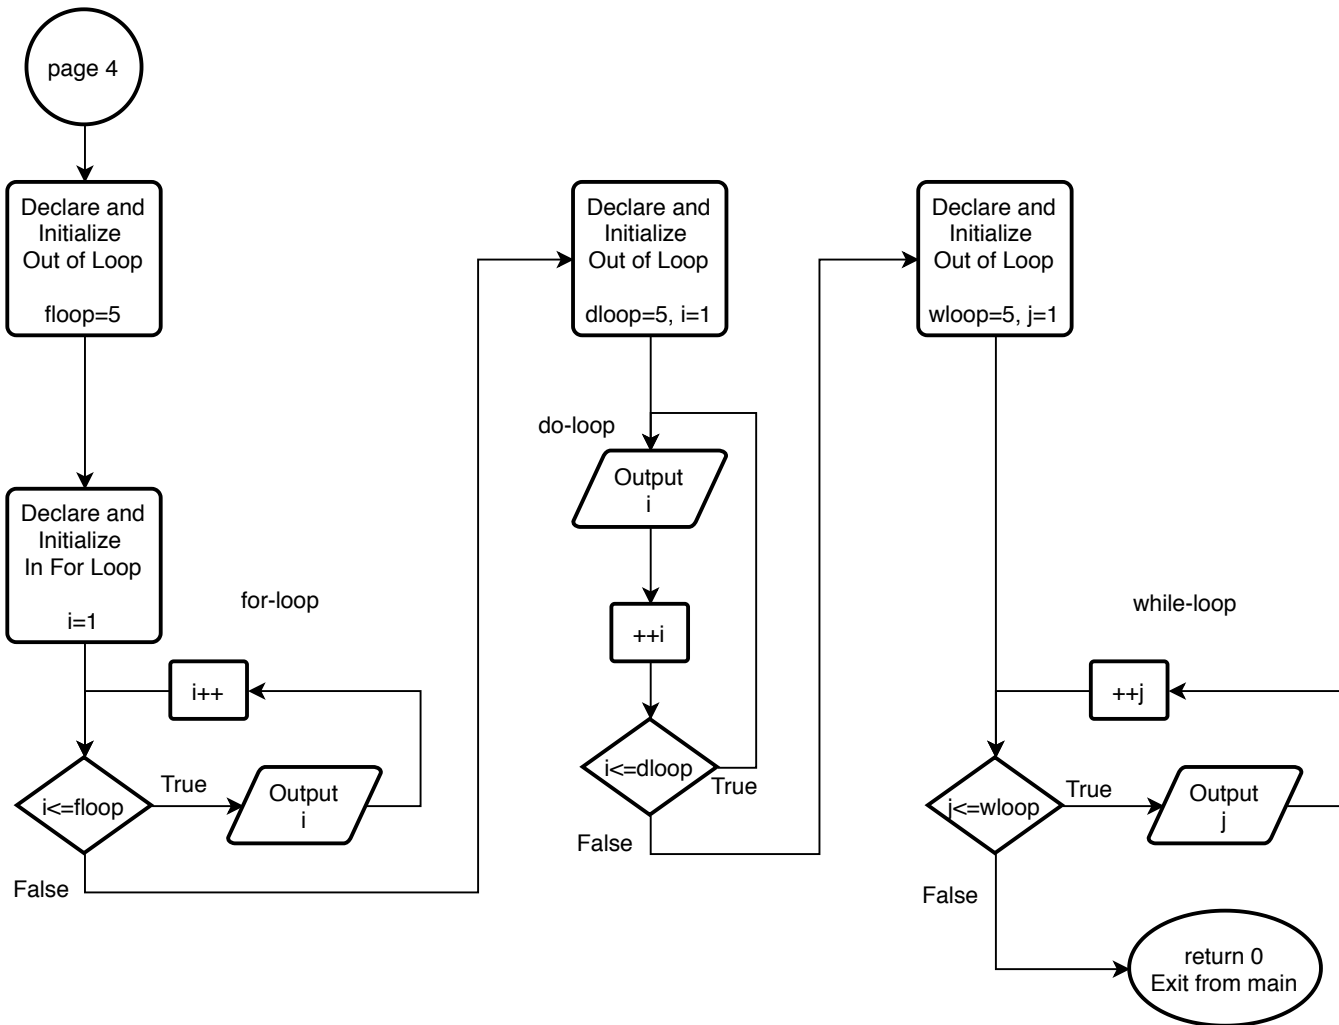 page 4
Declare and
Initialize
Out of Loop
floop=5
Declare and
Initialize
In For Loop
i=1
for-loop
i++
i<=floop
True
Output
i
False
Declare and
Initialize
Out of Loop
dloop=5, i=1
do-loop
Output
i
++i
i<=dloop
True
False
Declare and
Initialize
Out of Loop
wloop=5, j=1
while-loop
++j
j<=wloop
True
Output
j
False
return 0
Exit from main